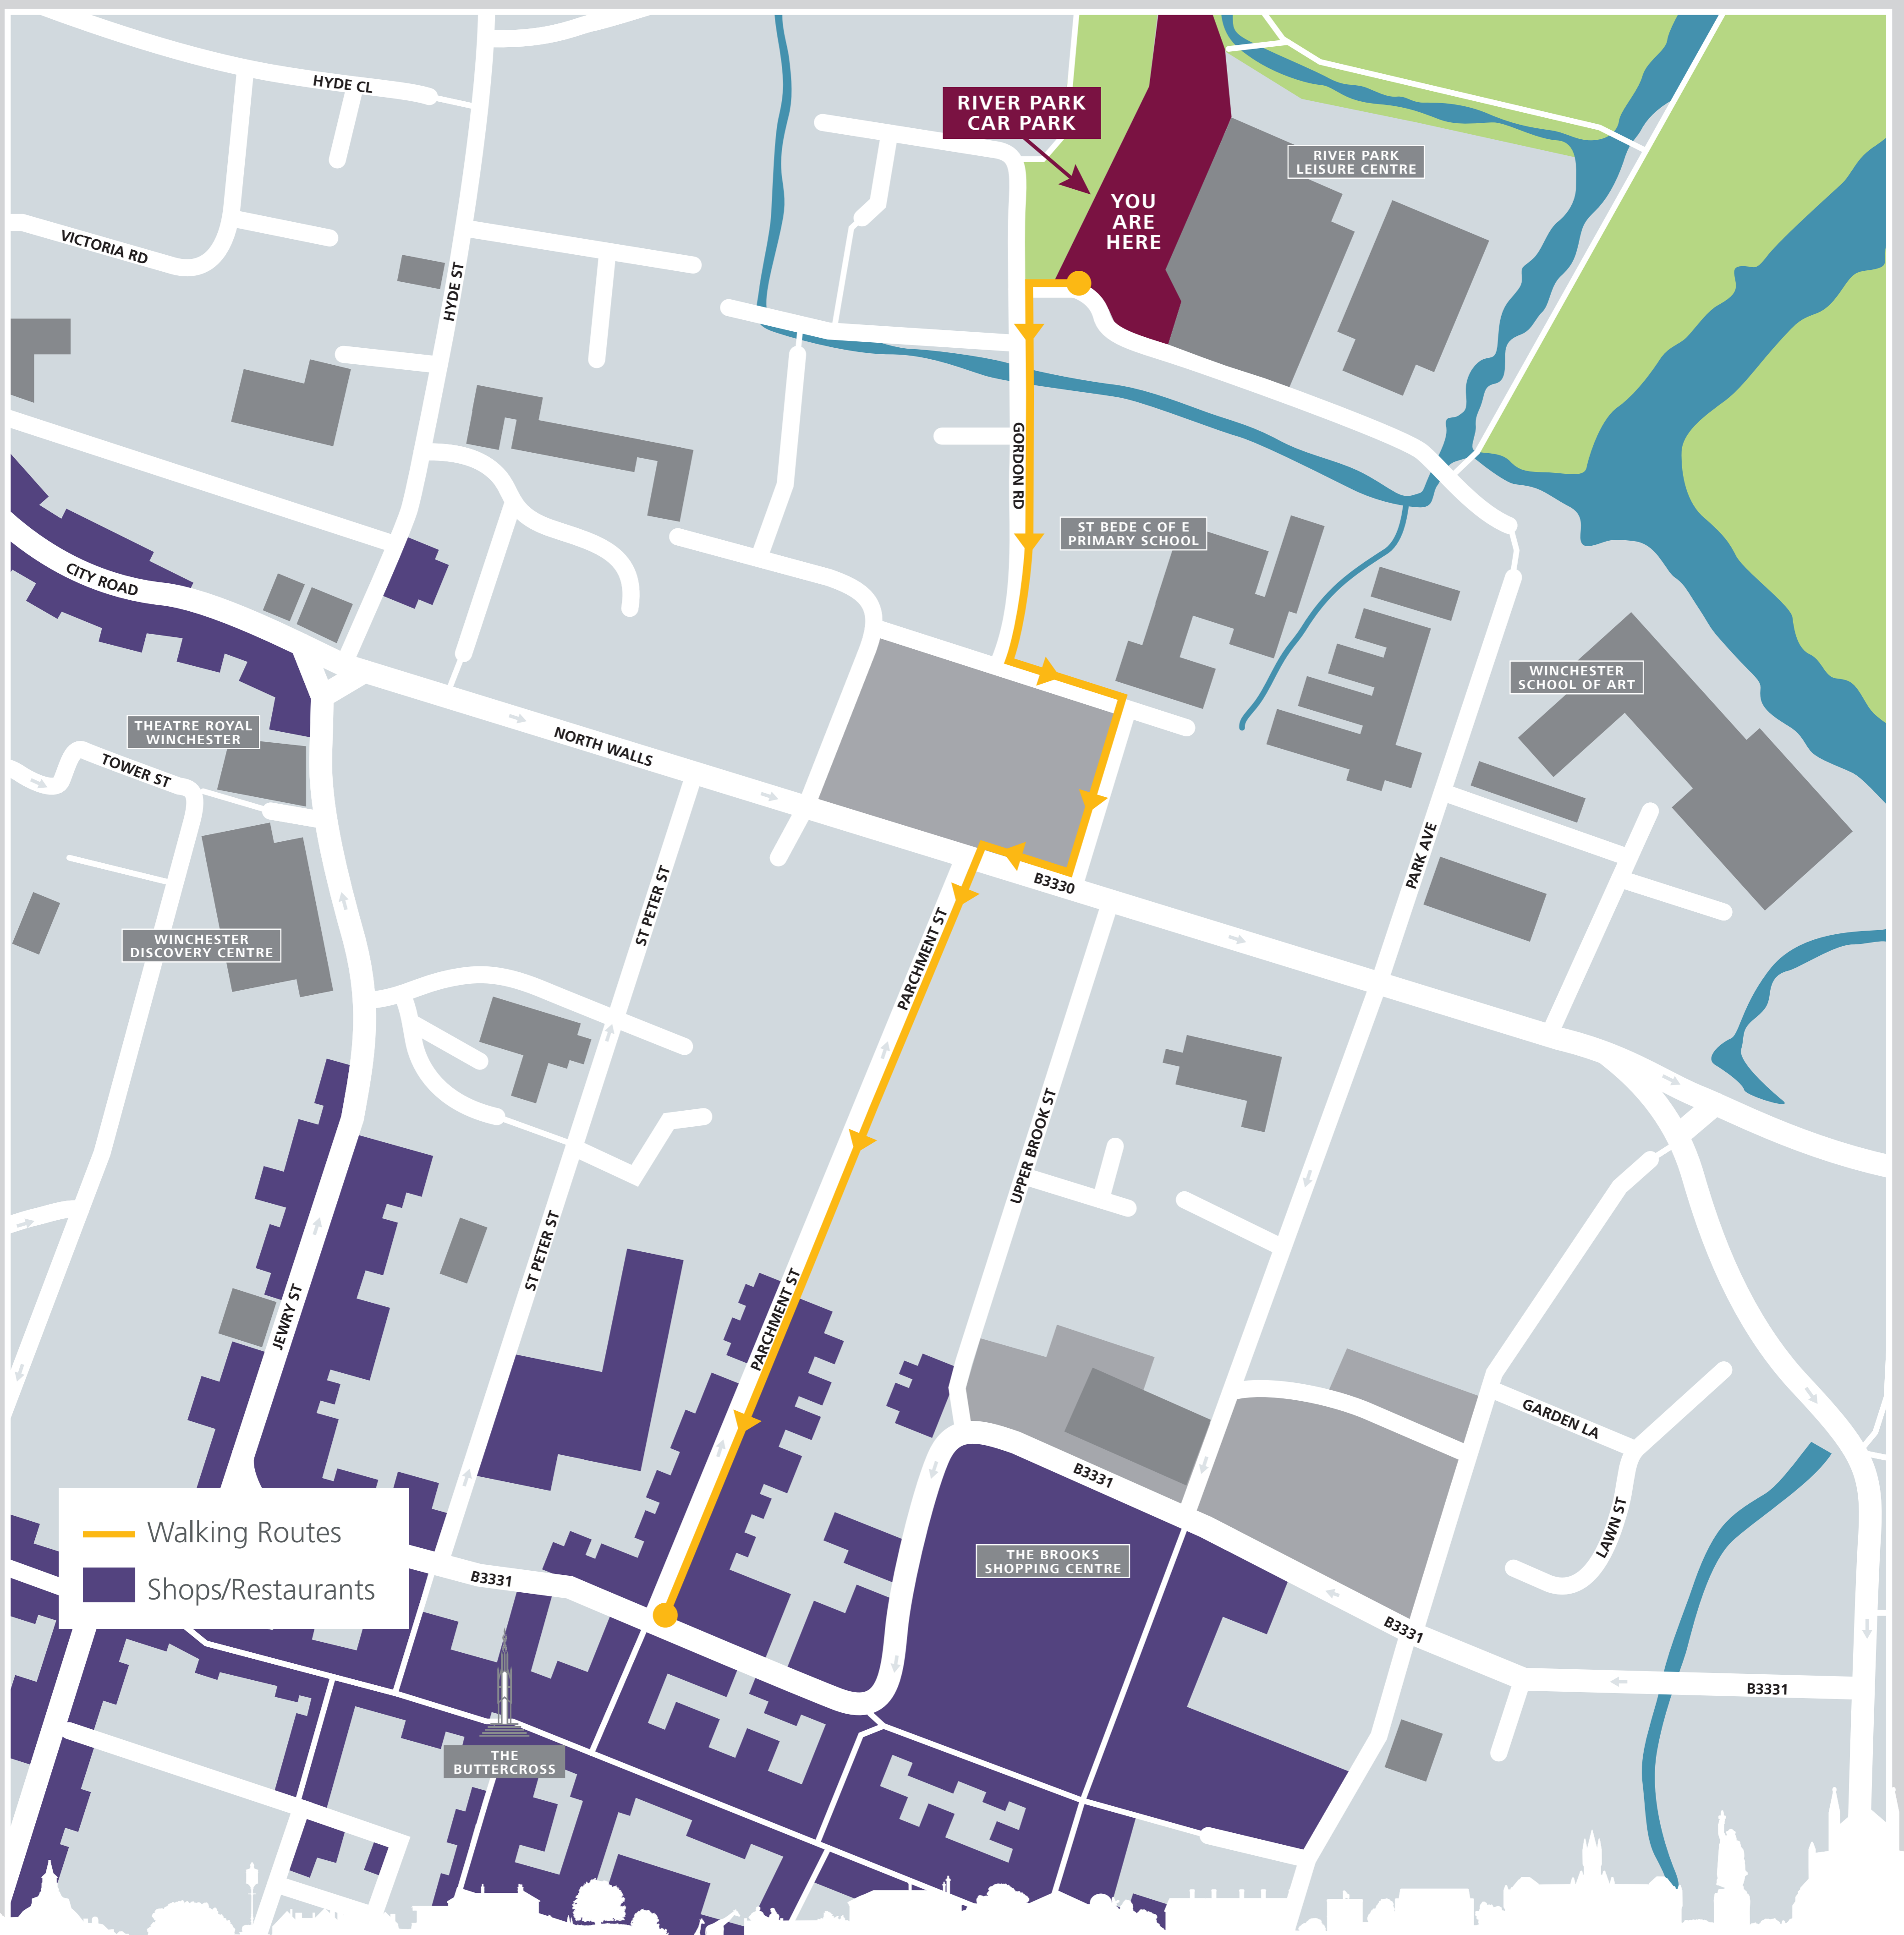 HYDE CL
RIVER PARK
CAR PARK
RIVER PARK
LEISURE CENTRE
YOU
ARE
HERE
VICTORIA RD
HYDE ST
GORDON RD
ST BEDE C OF E
PRIMARY SCHOOL
CITY ROAD
WINCHESTER
SCHOOL OF ART
THEATRE ROYAL
WINCHESTER
TOWER ST
NORTH WALLS
PARK AVE
B3330
ST PETER ST
PARCHMENT ST
WINCHESTER
DISCOVERY CENTRE
UPPER BROOK ST
ST PETER ST
JEWRY ST
PARCHMENT ST
GARDEN LA
B3331
LAWN ST
Walking Routes
Shops/Restaurants
B3331
THE BROOKS
SHOPPING CENTRE
B3331
B3331
THE
BUTTERCROSS